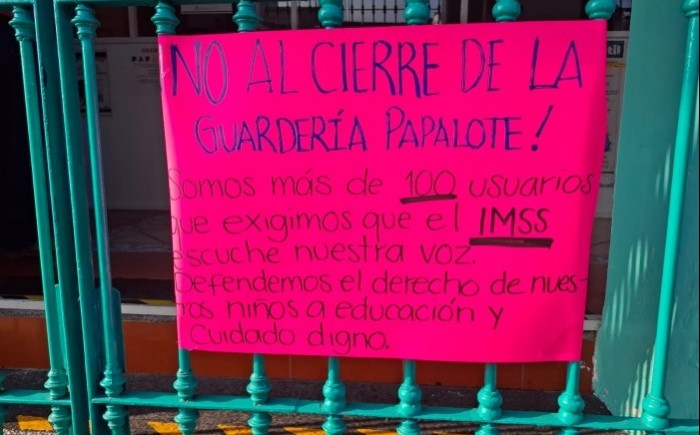 NO AL CIERRE DE LA
GUARDERÍA PAPALOTE!
Somos más de 100 usuarios
que exigimos que el IMSS
escuche nuestra voz.
Defendemos el derecho de nues-
tros niños a educación y
Cuidado digno.